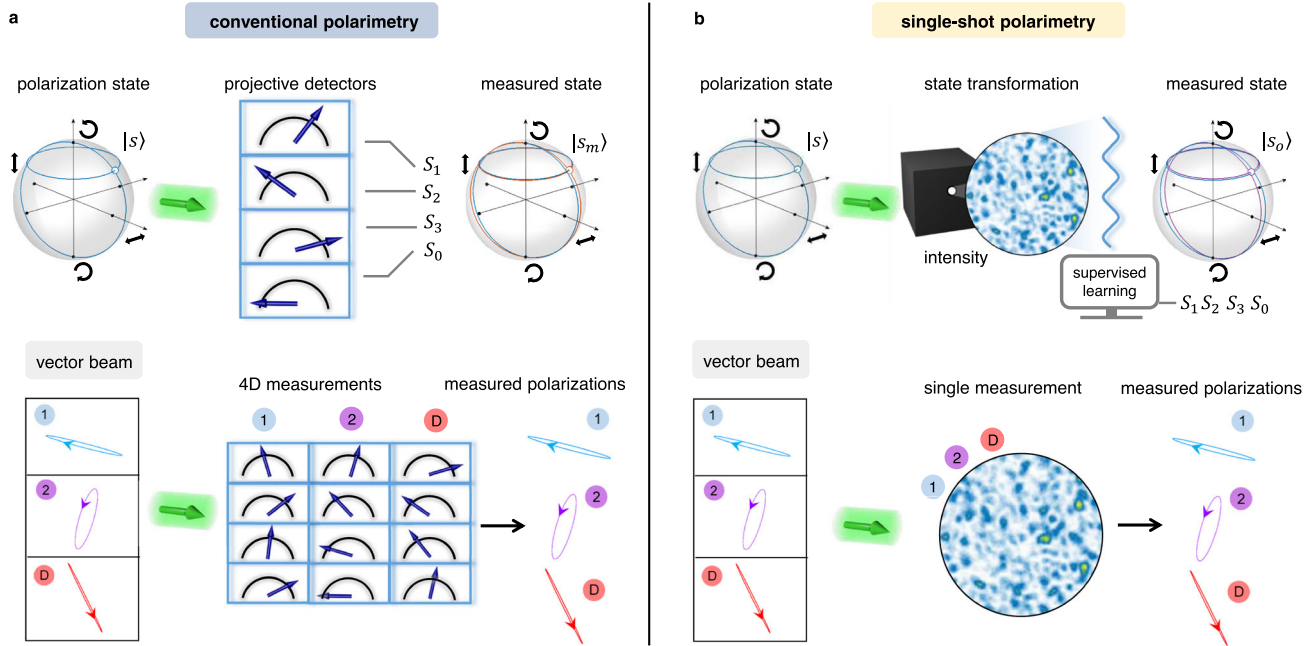 a
conventional polarimetry
polarization state
projective detectors
measured state
|s⟩
S₁
S₂
S₃
S₀
|sₘ⟩
vector beam
4D measurements
measured polarizations
1
2
D
1
2
D
1
2
D
b
single-shot polarimetry
polarization state
state transformation
measured state
|s⟩
|sₒ⟩
intensity
supervised
learning
S₁ S₂ S₃ S₀
vector beam
single measurement
measured polarizations
1
2
D
1
2
D
1
2
D